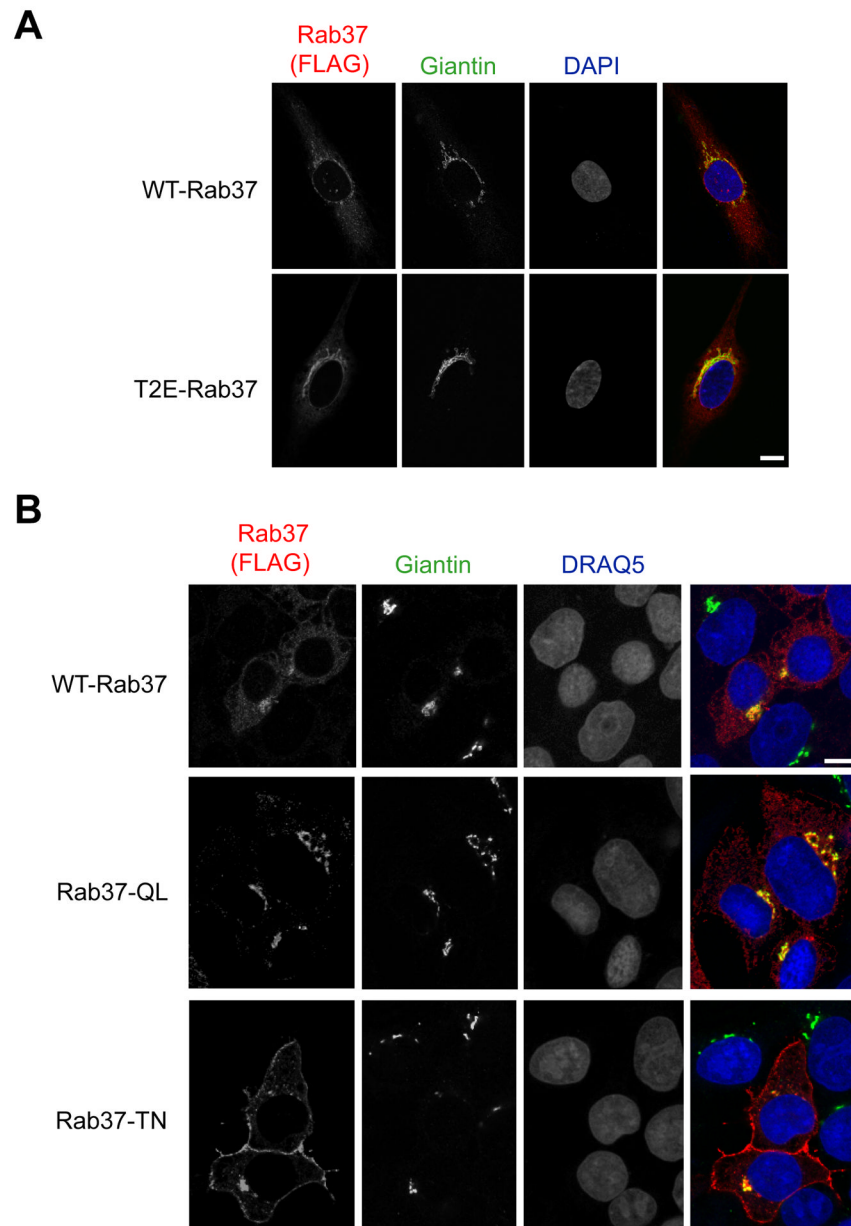 A
Rab37
(FLAG)
Giantin
DAPI
WT-Rab37
T2E-Rab37
B
Rab37
(FLAG)
Giantin
DRAQ5
WT-Rab37
Rab37-QL
Rab37-TN